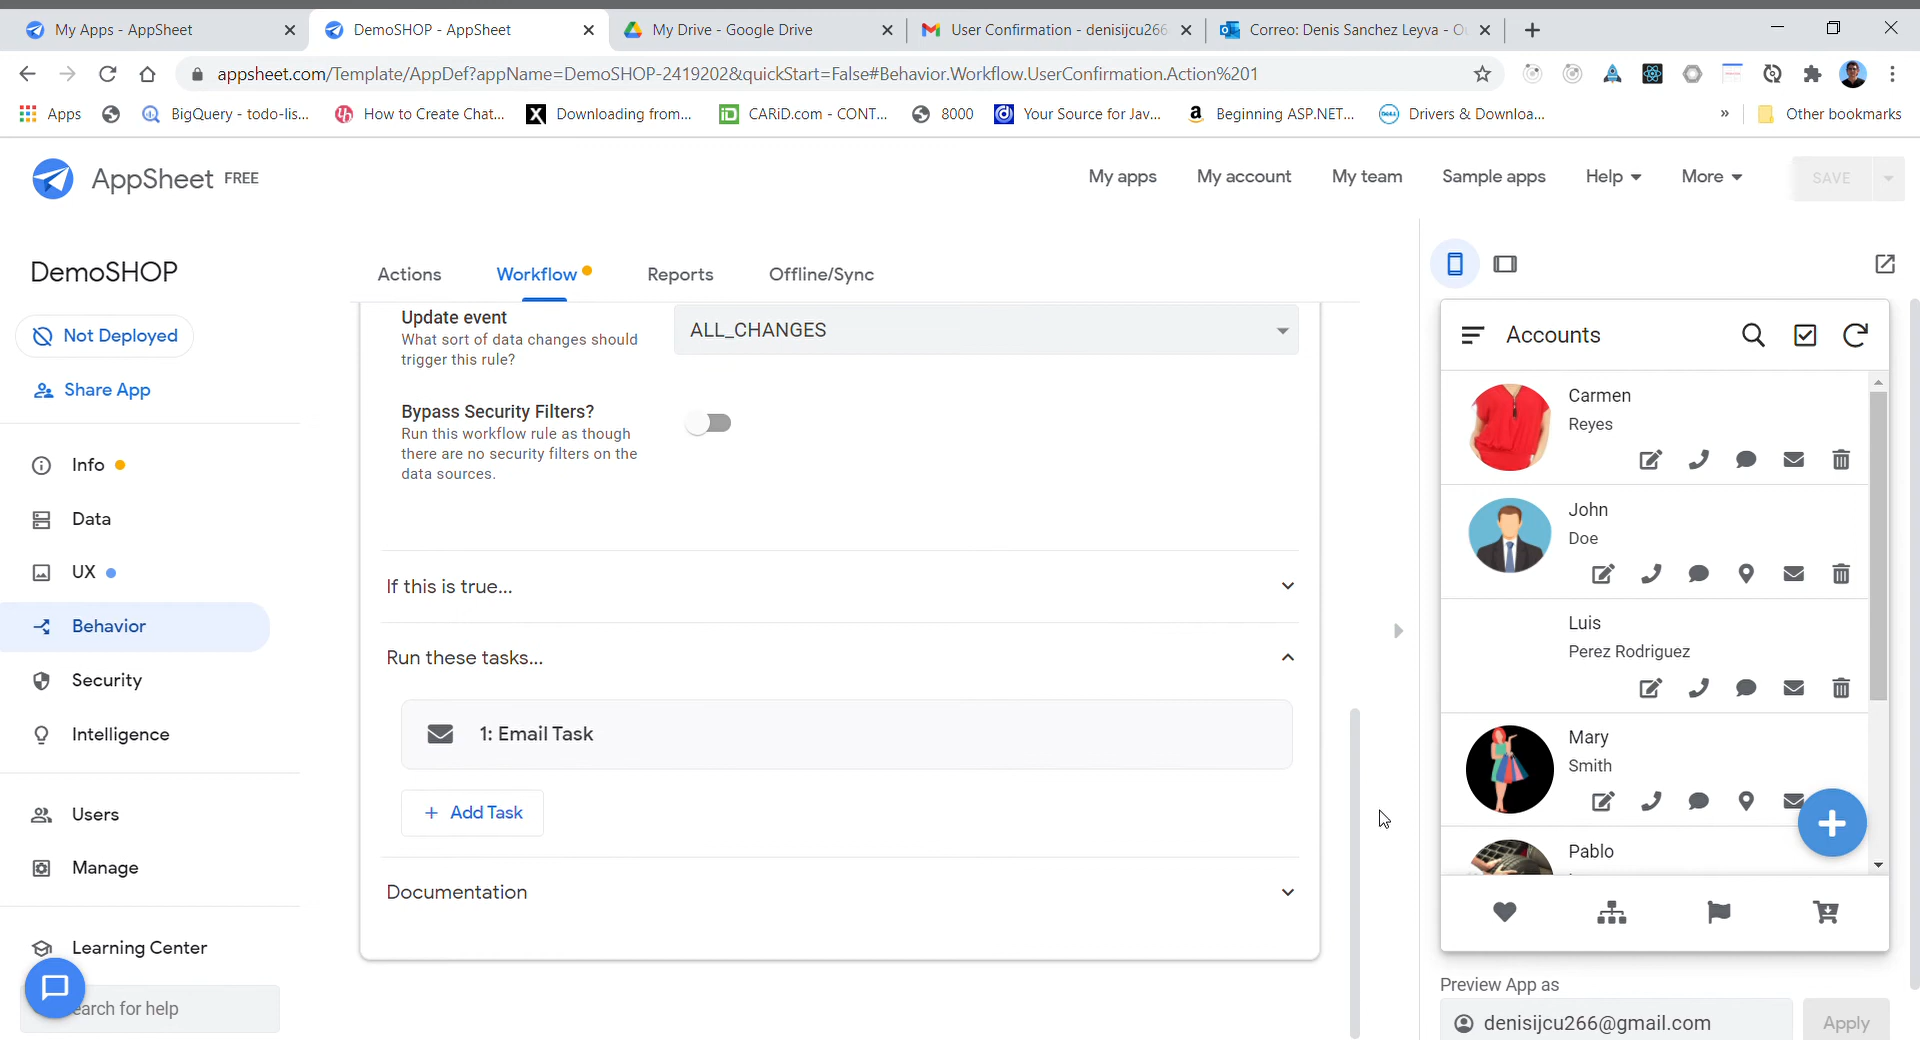 My Apps - AppSheet
DemoSHOP - AppSheet
My Drive - Google Drive
User Confirmation - denisijcu266
Correo: Denis Sanchez Leyva - Ou
appsheet.com/Template/AppDef?appName=DemoSHOP-2419202&quickStart=False#Behavior.Workflow.UserConfirmation.Action%201
Apps
BigQuery - todo-lis...
How to Create Chat...
Downloading from...
CARiD.com - CONT...
8000
Your Source for Jav...
Beginning ASP.NET...
Drivers & Downloa...
»
Other bookmarks
AppSheet FREE
My apps
My account
My team
Sample apps
Help
More
SAVE
DemoSHOP
Not Deployed
Share App
Info
Data
UX
Behavior
Security
Intelligence
Users
Manage
Learning Center
earch for help
Actions
Workflow
Reports
Offline/Sync
Update event
What sort of data changes should
trigger this rule?
ALL_CHANGES
Bypass Security Filters?
Run this workflow rule as though
there are no security filters on the
data sources.
If this is true...
Run these tasks...
1: Email Task
+ Add Task
Documentation
Accounts
Carmen
Reyes
John
Doe
Luis
Perez Rodriguez
Mary
Smith
Pablo
Preview App as
denisijcu266@gmail.com
Apply